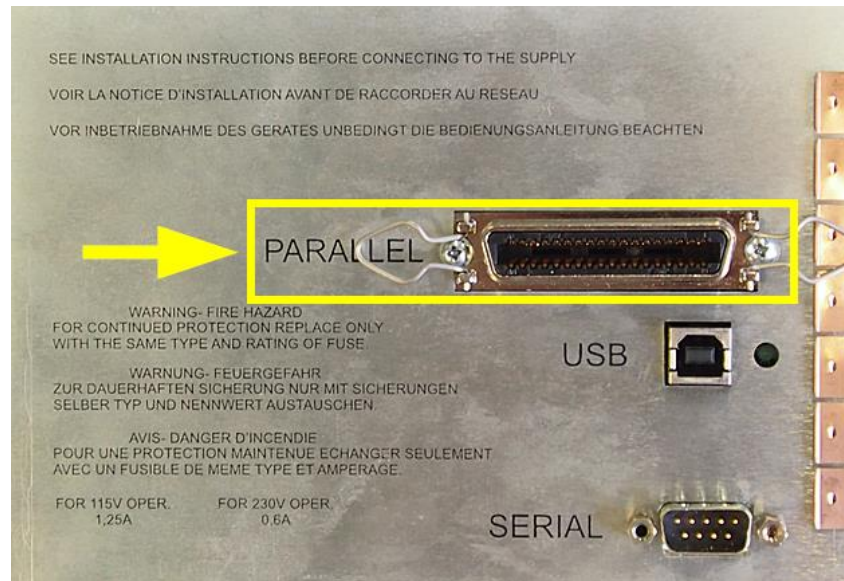 SEE INSTALLATION INSTRUCTIONS BEFORE CONNECTING TO THE SUPPLY
VOIR LA NOTICE D'INSTALLATION AVANT DE RACCORDER AU RESEAU
VOR INBETRIEBNAHME DES GERATES UNBEDINGT DIE BEDIENUNGSANLEITUNG BEACHTEN
PARALLEL
WARNING- FIRE HAZARD
FOR CONTINUED PROTECTION REPLACE ONLY
WITH THE SAME TYPE AND RATING OF FUSE
USB
WARNUNG- FEUERGEFAHR
ZUR DAUERHAFTEN SICHERUNG NUR MIT SICHERUNGEN
SELBER TYP UND NENNWERT AUSTAUSCHEN
AVIS- DANGER D'INCENDIE
POUR UNE PROTECTION MAINTENUE ECHANGER SEULEMENT
AVEC UN FUSIBLE DE MEME TYPE ET AMPERAGE.
FOR 115V OPER. FOR 230V OPER.
1,25A 0,6A
SERIAL